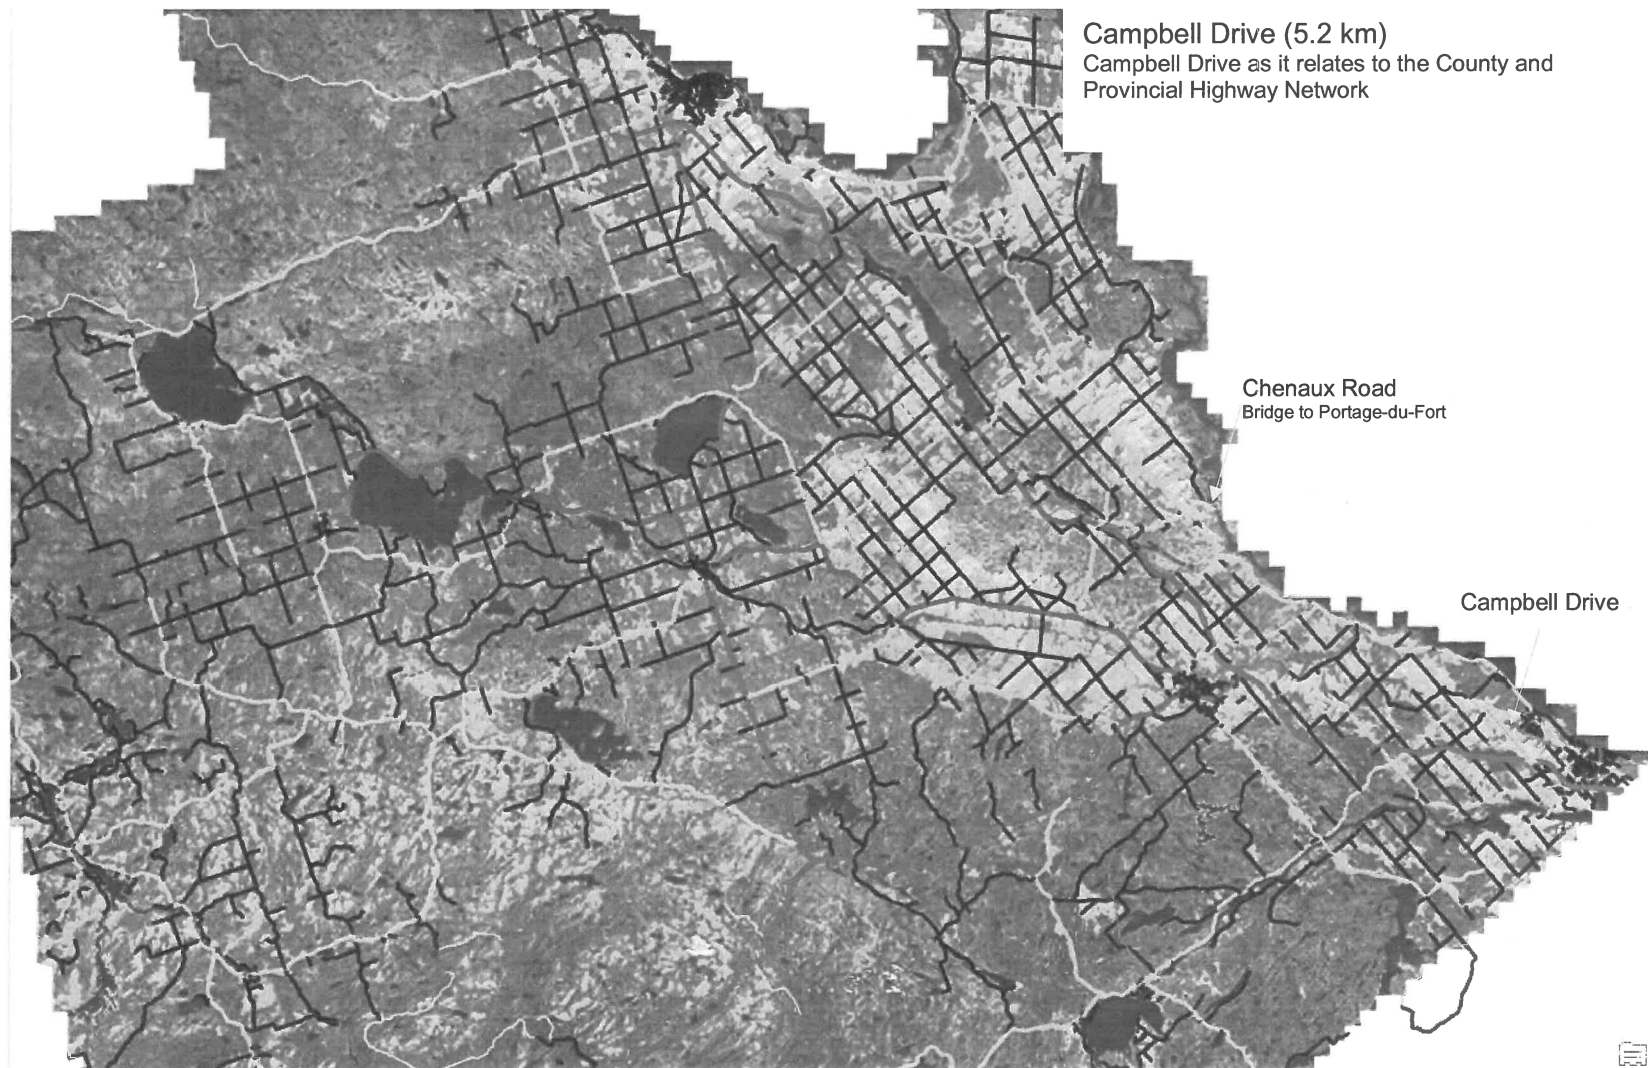 Campbell Drive (5.2 km)
Campbell Drive as it relates to the County and
Provincial Highway Network
Chenaux Road
Bridge to Portage-du-Fort
Campbell Drive